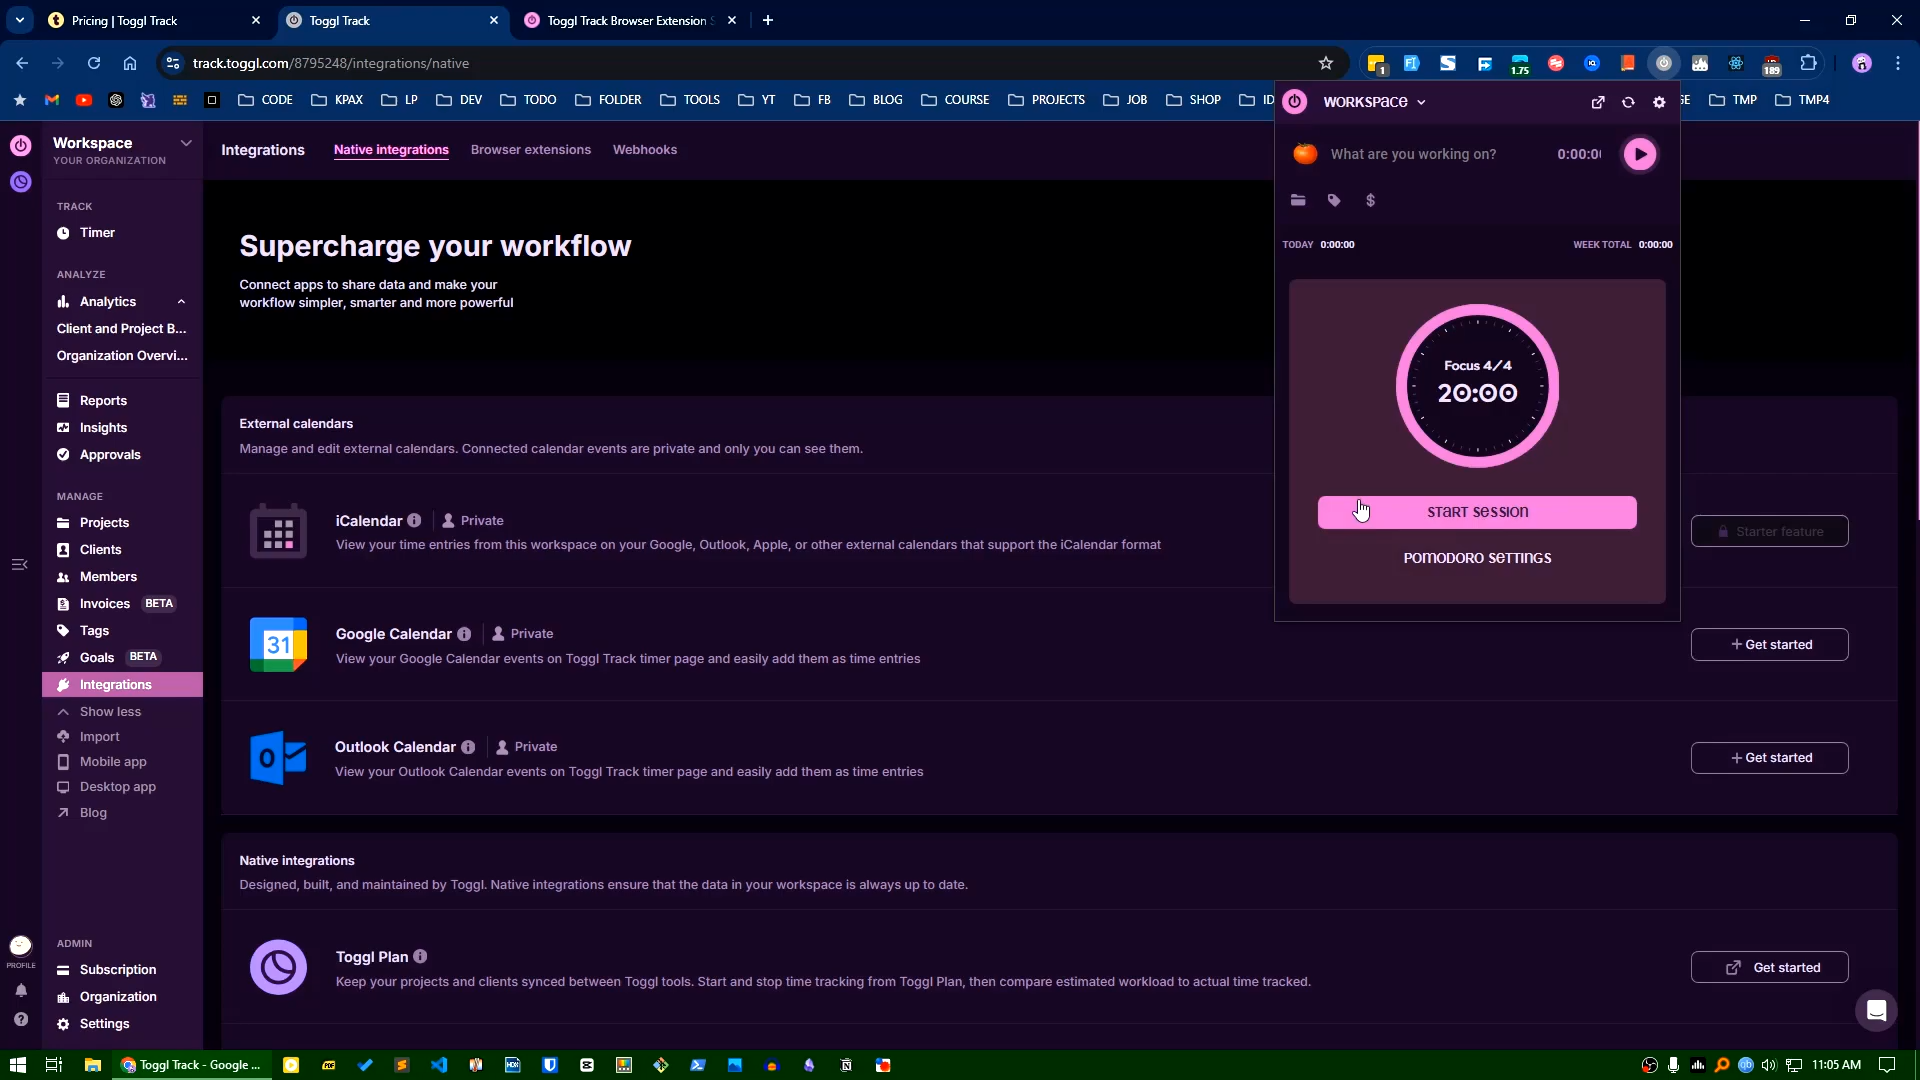 Pricing | Toggl Track
Toggl Track
Toggl Track Browser Extension
track.toggl.com/8795248/integrations/native
1
1.75
189
CODE
KPAX
LP
DEV
TODO
FOLDER
TOOLS
YT
FB
BLOG
COURSE
PROJECTS
JOB
SHOP
TMP
TMP4
Workspace
YOUR ORGANIZATION
TRACK
Timer
ANALYZE
Analytics
Client and Project B...
Organization Overvi...
Reports
Insights
Approvals
MANAGE
Projects
Clients
Members
Invoices BETA
Tags
Goals BETA
Integrations
Show less
Import
Mobile app
Desktop app
Blog
PROFILE
ADMIN
Subscription
Organization
Settings
Integrations
Native integrations
Browser extensions
Webhooks
Supercharge your workflow
Connect apps to share data and make your
workflow simpler, smarter and more powerful
External calendars
Manage and edit external calendars. Connected calendar events are private and only you can see them.
iCalendar Private
View your time entries from this workspace on your Google, Outlook, Apple, or other external calendars that support the iCalendar format
Starter feature
31
Google Calendar Private
View your Google Calendar events on Toggl Track timer page and easily add them as time entries
+ Get started
Outlook Calendar Private
View your Outlook Calendar events on Toggl Track timer page and easily add them as time entries
+ Get started
Native integrations
Designed, built, and maintained by Toggl. Native integrations ensure that the data in your workspace is always up to date.
Toggl Plan
Keep your projects and clients synced between Toggl tools. Start and stop time tracking from Toggl Plan, then compare estimated workload to actual time tracked.
Get started
WORKSPACE
What are you working on?
0:00:00
$
TODAY 0:00:00
WEEK TOTAL 0:00:00
Focus 4/4
20:00
START SESSION
POMODORO SETTINGS
Toggl Track - Google ...
11:05 AM